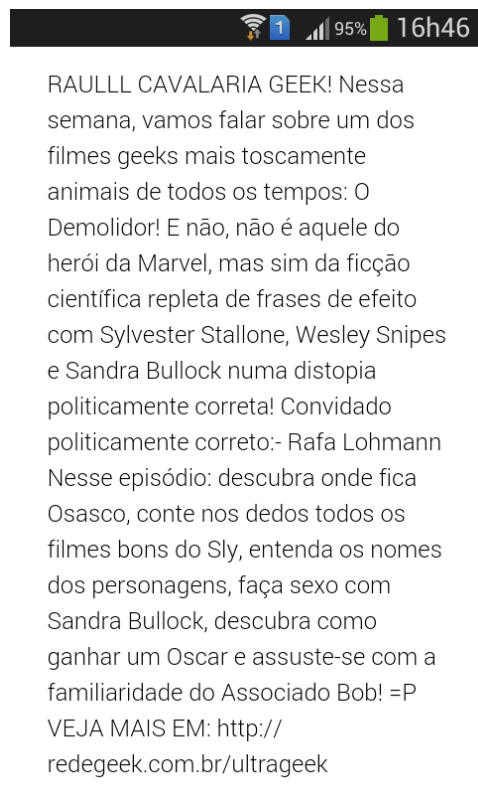 1 95% 16h46
RAULLL CAVALARIA GEEK! Nessa
semana, vamos falar sobre um dos
filmes geeks mais toscamente
animais de todos os tempos: O
Demolidor! E não, não é aquele do
herói da Marvel, mas sim da ficção
científica repleta de frases de efeito
com Sylvester Stallone, Wesley Snipes
e Sandra Bullock numa distopia
politicamente correta! Convidado
politicamente correto:- Rafa Lohmann
Nesse episódio: descubra onde fica
Osasco, conte nos dedos todos os
filmes bons do Sly, entenda os nomes
dos personagens, faça sexo com
Sandra Bullock, descubra como
ganhar um Oscar e assuste-se com a
familiaridade do Associado Bob! =P
VEJA MAIS EM: http://
redegeek.com.br/ultrageek